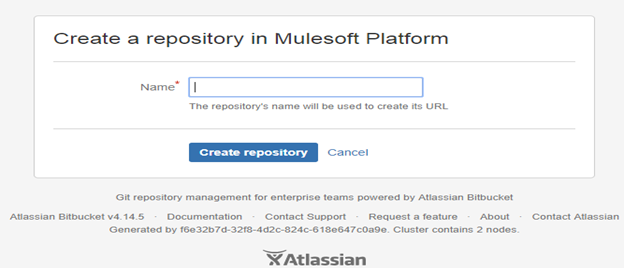 Create a repository in Mulesoft Platform
Name*
The repository's name will be used to create its URL
Create repository Cancel
Git repository management for enterprise teams powered by Atlassian Bitbucket
Atlassian Bitbucket v4.14.5 · Documentation · Contact Support · Request a feature · About · Contact Atlassian
Generated by f6e32b7d-32f8-4d2c-824c-618e647c0a9e. Cluster contains 2 nodes.
Atlassian